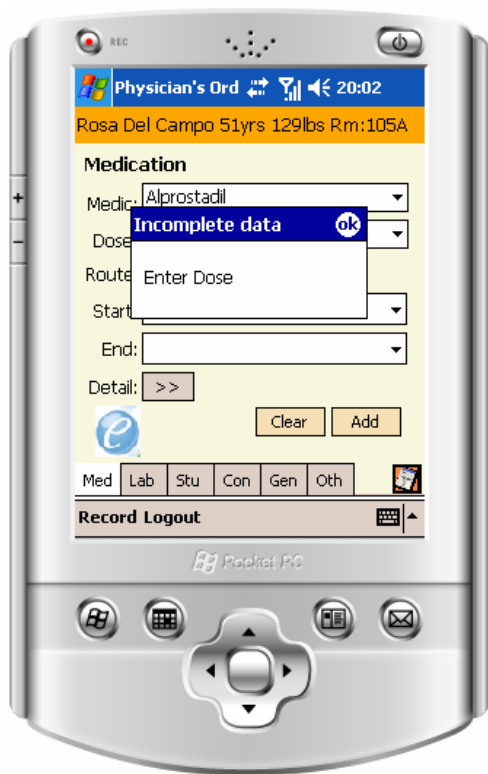 REC
Physician's Ord 20:02
Rosa Del Campo 51yrs 129lbs Rm:105A
Medication
Medic: Alprostadil
Incomplete data ok
Dose
Enter Dose
Route
Start
End:
Detail: >>
Clear Add
Med Lab Stu Con Gen Oth
Record Logout
Pocket PC